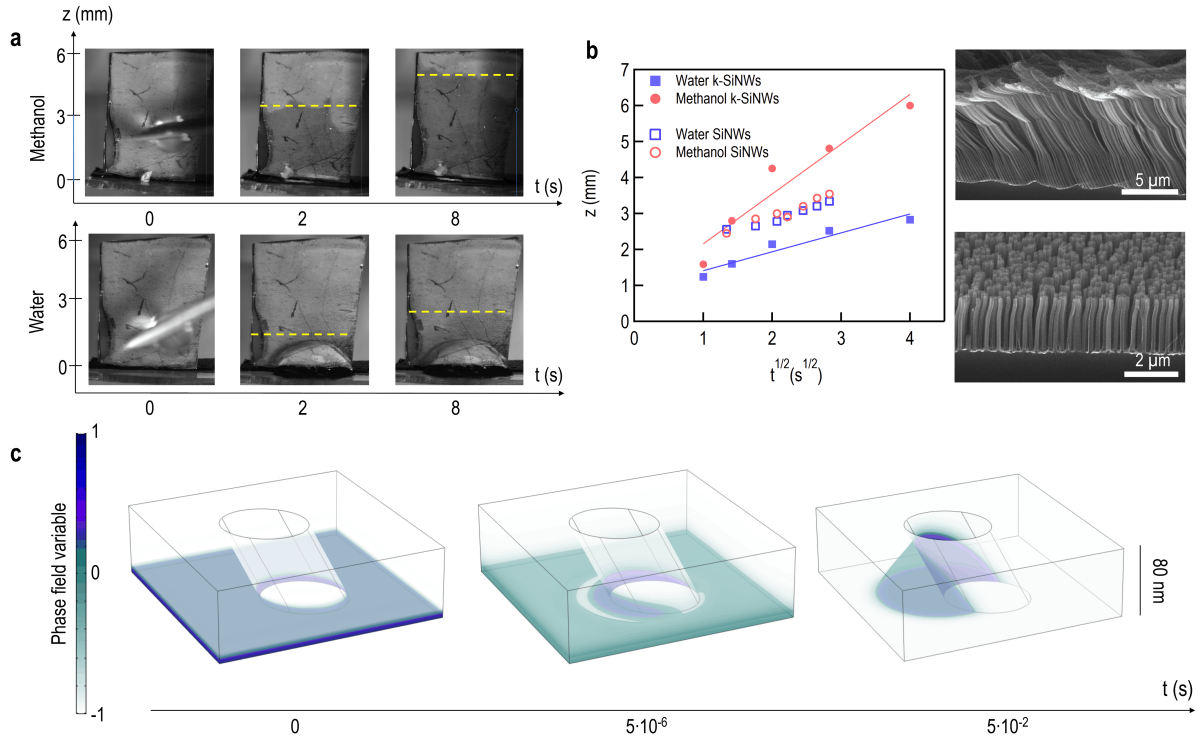 a
z (mm)
6
3
0
Methanol
t (s)
0
2
8
6
3
0
Water
t (s)
0
2
8
b
7
6
5
4
3
2
1
0
z (mm)
Water k-SiNWs
Methanol k-SiNWs
Water SiNWs
Methanol SiNWs
0
1
2
3
4
t1/2(s1/2)
5 µm
2 µm
c
1
0
-1
Phase field variable
80 nm
t (s)
0
5·10-6
5·10-2